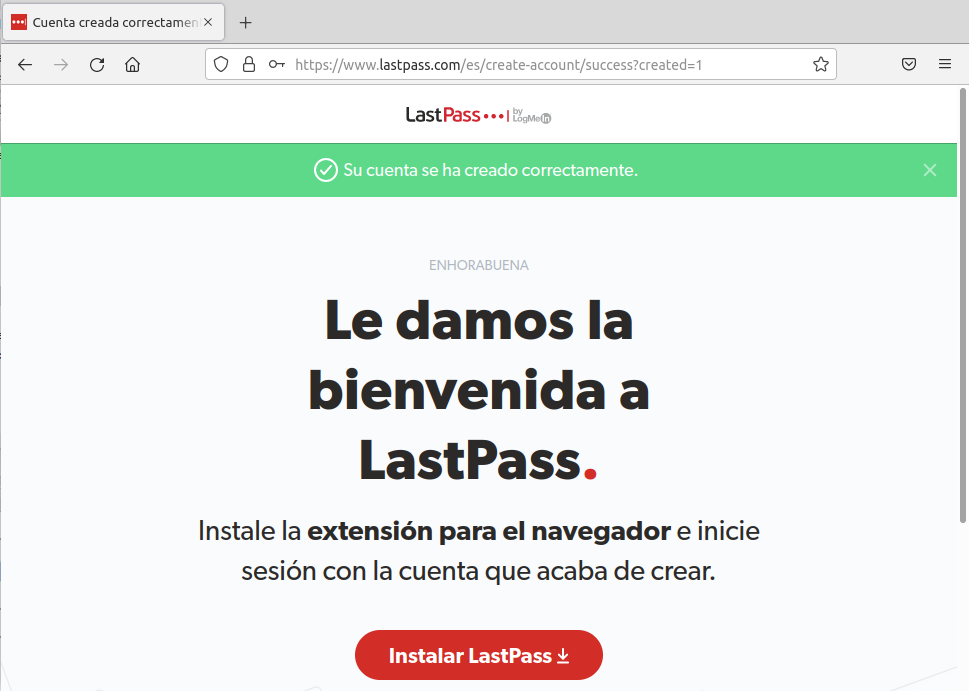 Cuenta creada correctamen
https://www.lastpass.com/es/create-account/success?created=1
LastPass by LogMeIn
Su cuenta se ha creado correctamente.
ENHORABUENA
Le damos la
bienvenida a
LastPass.
Instale la extensión para el navegador e inicie
sesión con la cuenta que acaba de crear.
Instalar LastPass